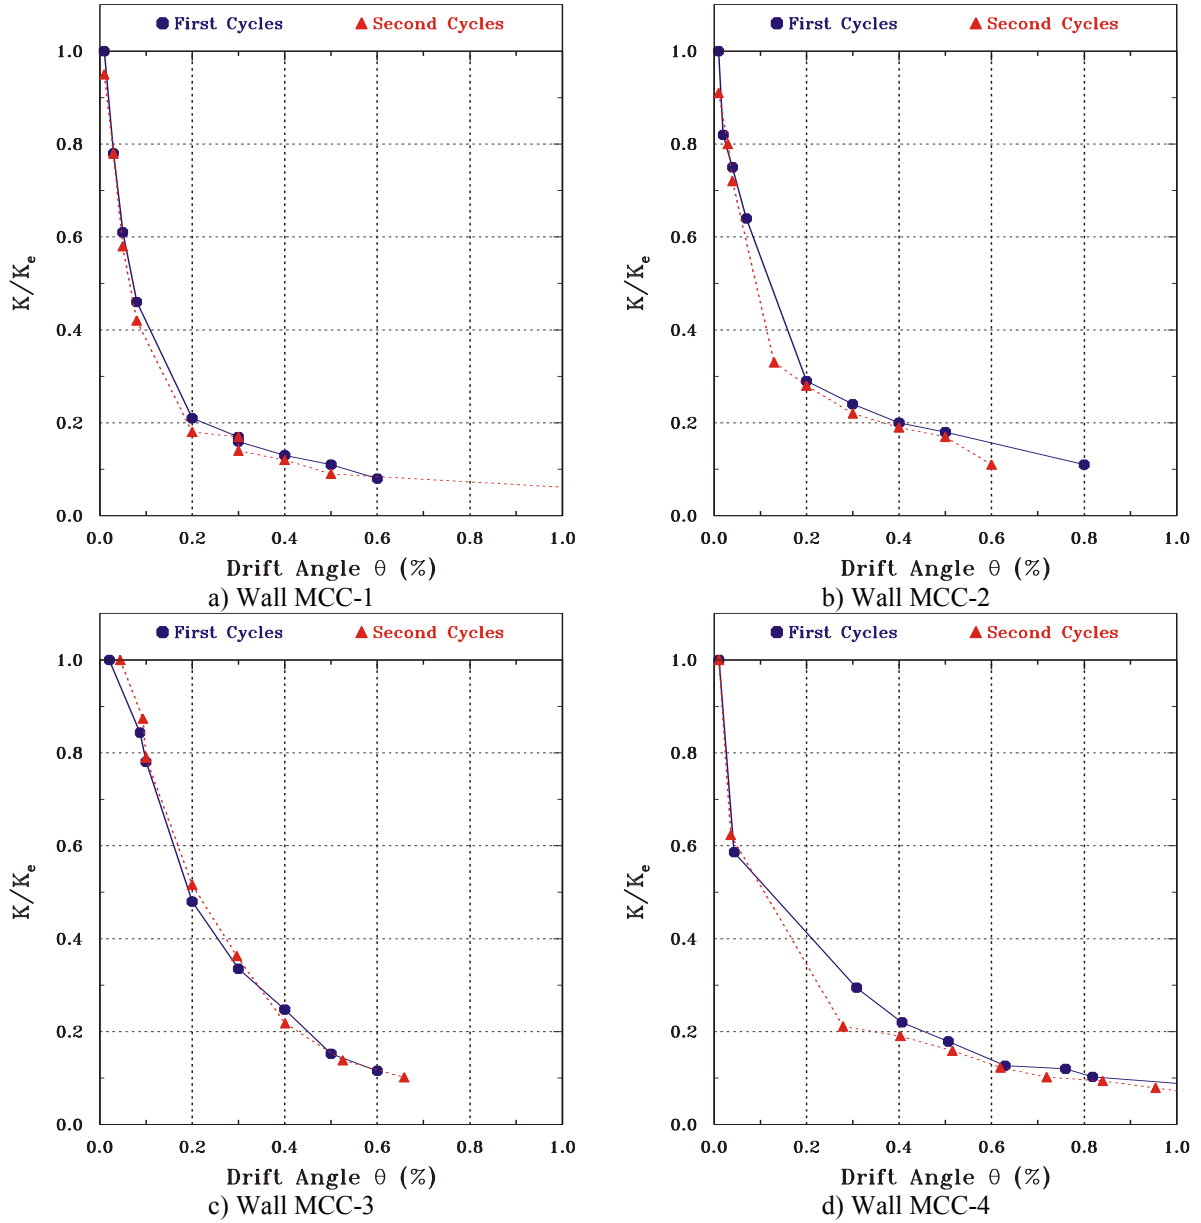 First Cycles Second Cycles
1.0
0.8
0.6
0.4
0.2
0.0
K/Ke
0.0 0.2 0.4 0.6 0.8 1.0
Drift Angle θ (%)
a) Wall MCC-1
First Cycles Second Cycles
1.0
0.8
0.6
0.4
0.2
0.0
K/Ke
0.0 0.2 0.4 0.6 0.8 1.0
Drift Angle θ (%)
b) Wall MCC-2
First Cycles Second Cycles
1.0
0.8
0.6
0.4
0.2
0.0
K/Ke
0.0 0.2 0.4 0.6 0.8 1.0
Drift Angle θ (%)
c) Wall MCC-3
First Cycles Second Cycles
1.0
0.8
0.6
0.4
0.2
0.0
K/Ke
0.0 0.2 0.4 0.6 0.8 1.0
Drift Angle θ (%)
d) Wall MCC-4